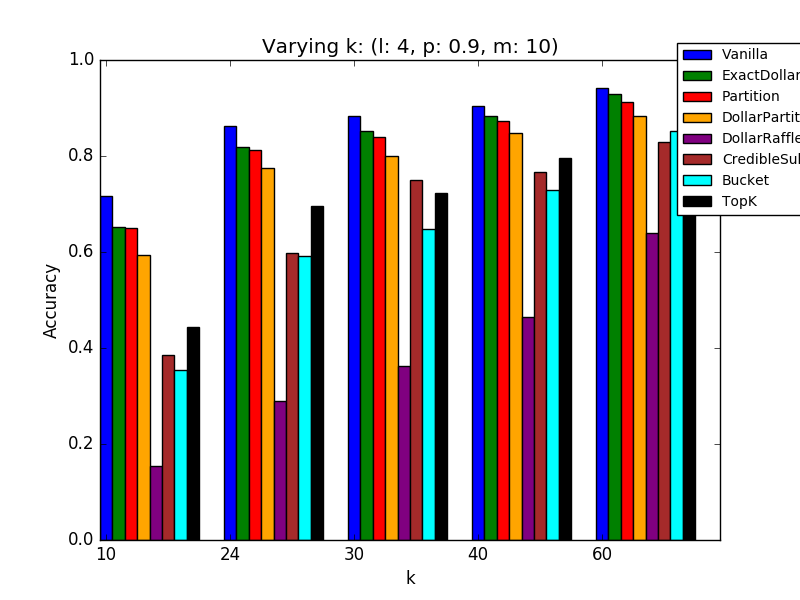 Varying k: (l: 4, p: 0.9, m: 10)
Vanilla
ExactDollar
Partition
DollarPartit
DollarRaffle
CredibleSu
Bucket
TopK
1.0
0.8
0.6
0.4
0.2
0.0
Accuracy
10 24 30 40 60
k